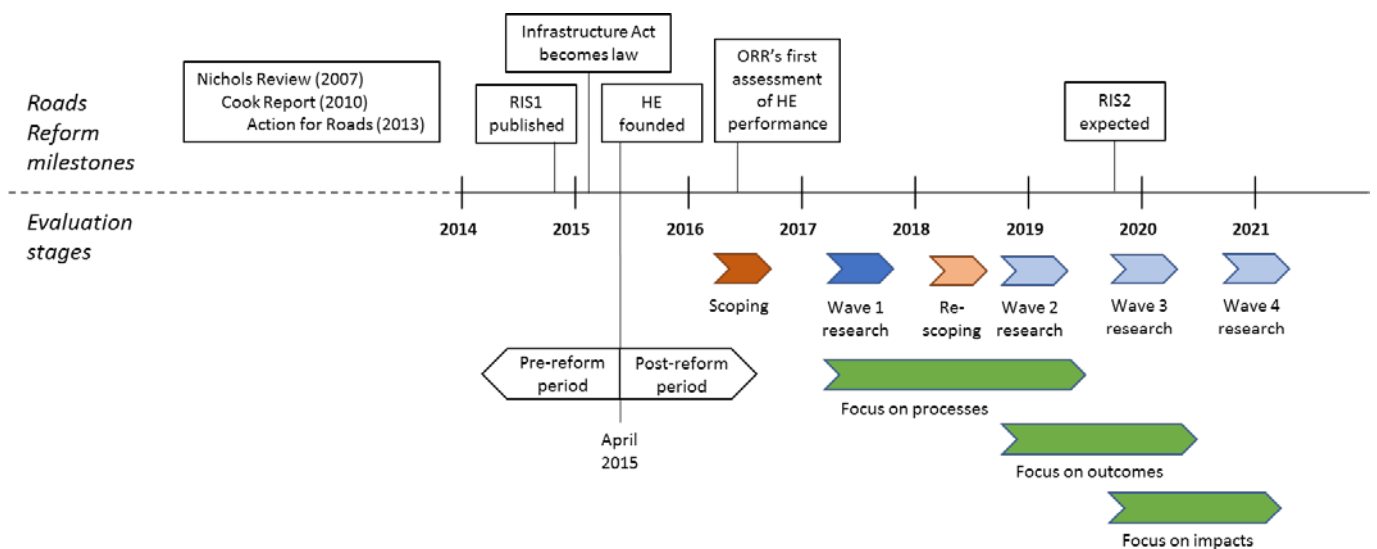 Roads
Reform
milestones
Nichols Review (2007)
Cook Report (2010)
Action for Roads (2013)
RIS1
published
Infrastructure Act
becomes law
HE
founded
ORR's first
assessment
of HE
performance
RIS2
expected
Evaluation
stages
2014
2015
2016
2017
2018
2019
2020
2021
Scoping
Wave 1
research
Re-
scoping
Wave 2
research
Wave 3
research
Wave 4
research
Pre-reform
period
Post-reform
period
April
2015
Focus on processes
Focus on outcomes
Focus on impacts